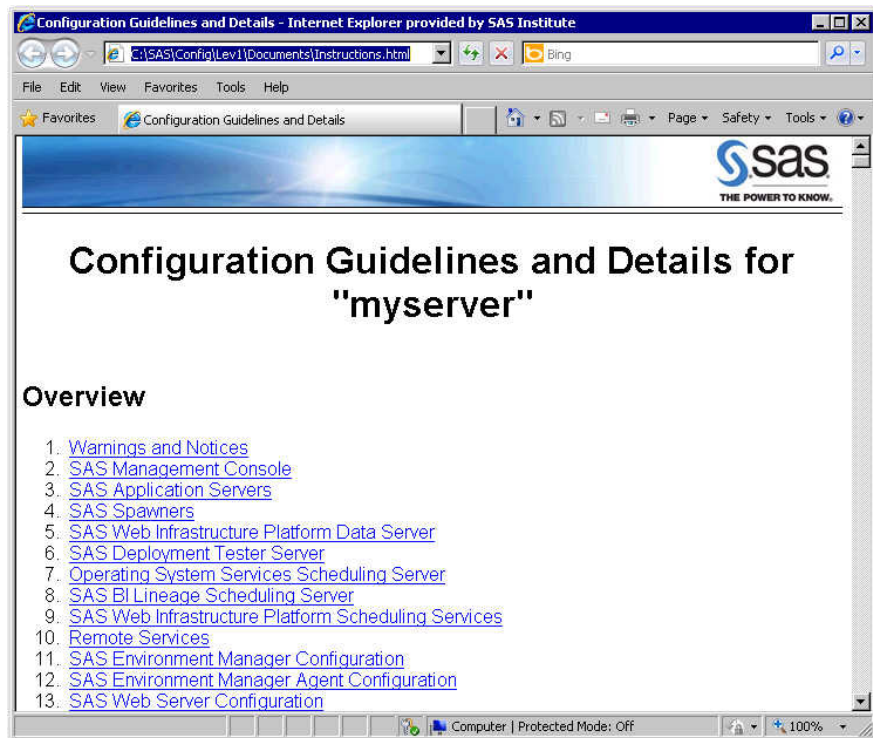 Configuration Guidelines and Details - Internet Explorer provided by SAS Institute
C:\SAS\Config\Lev1\Documents\Instructions.html
Bing
File Edit View Favorites Tools Help
Favorites
Configuration Guidelines and Details
Page Safety Tools
sas
THE POWER TO KNOW.
Configuration Guidelines and Details for
"myserver"
Overview
1. Warnings and Notices
2. SAS Management Console
3. SAS Application Servers
4. SAS Spawners
5. SAS Web Infrastructure Platform Data Server
6. SAS Deployment Tester Server
7. Operating System Services Scheduling Server
8. SAS BI Lineage Scheduling Server
9. SAS Web Infrastructure Platform Scheduling Services
10. Remote Services
11. SAS Environment Manager Configuration
12. SAS Environment Manager Agent Configuration
13. SAS Web Server Configuration
Computer | Protected Mode: Off
100%